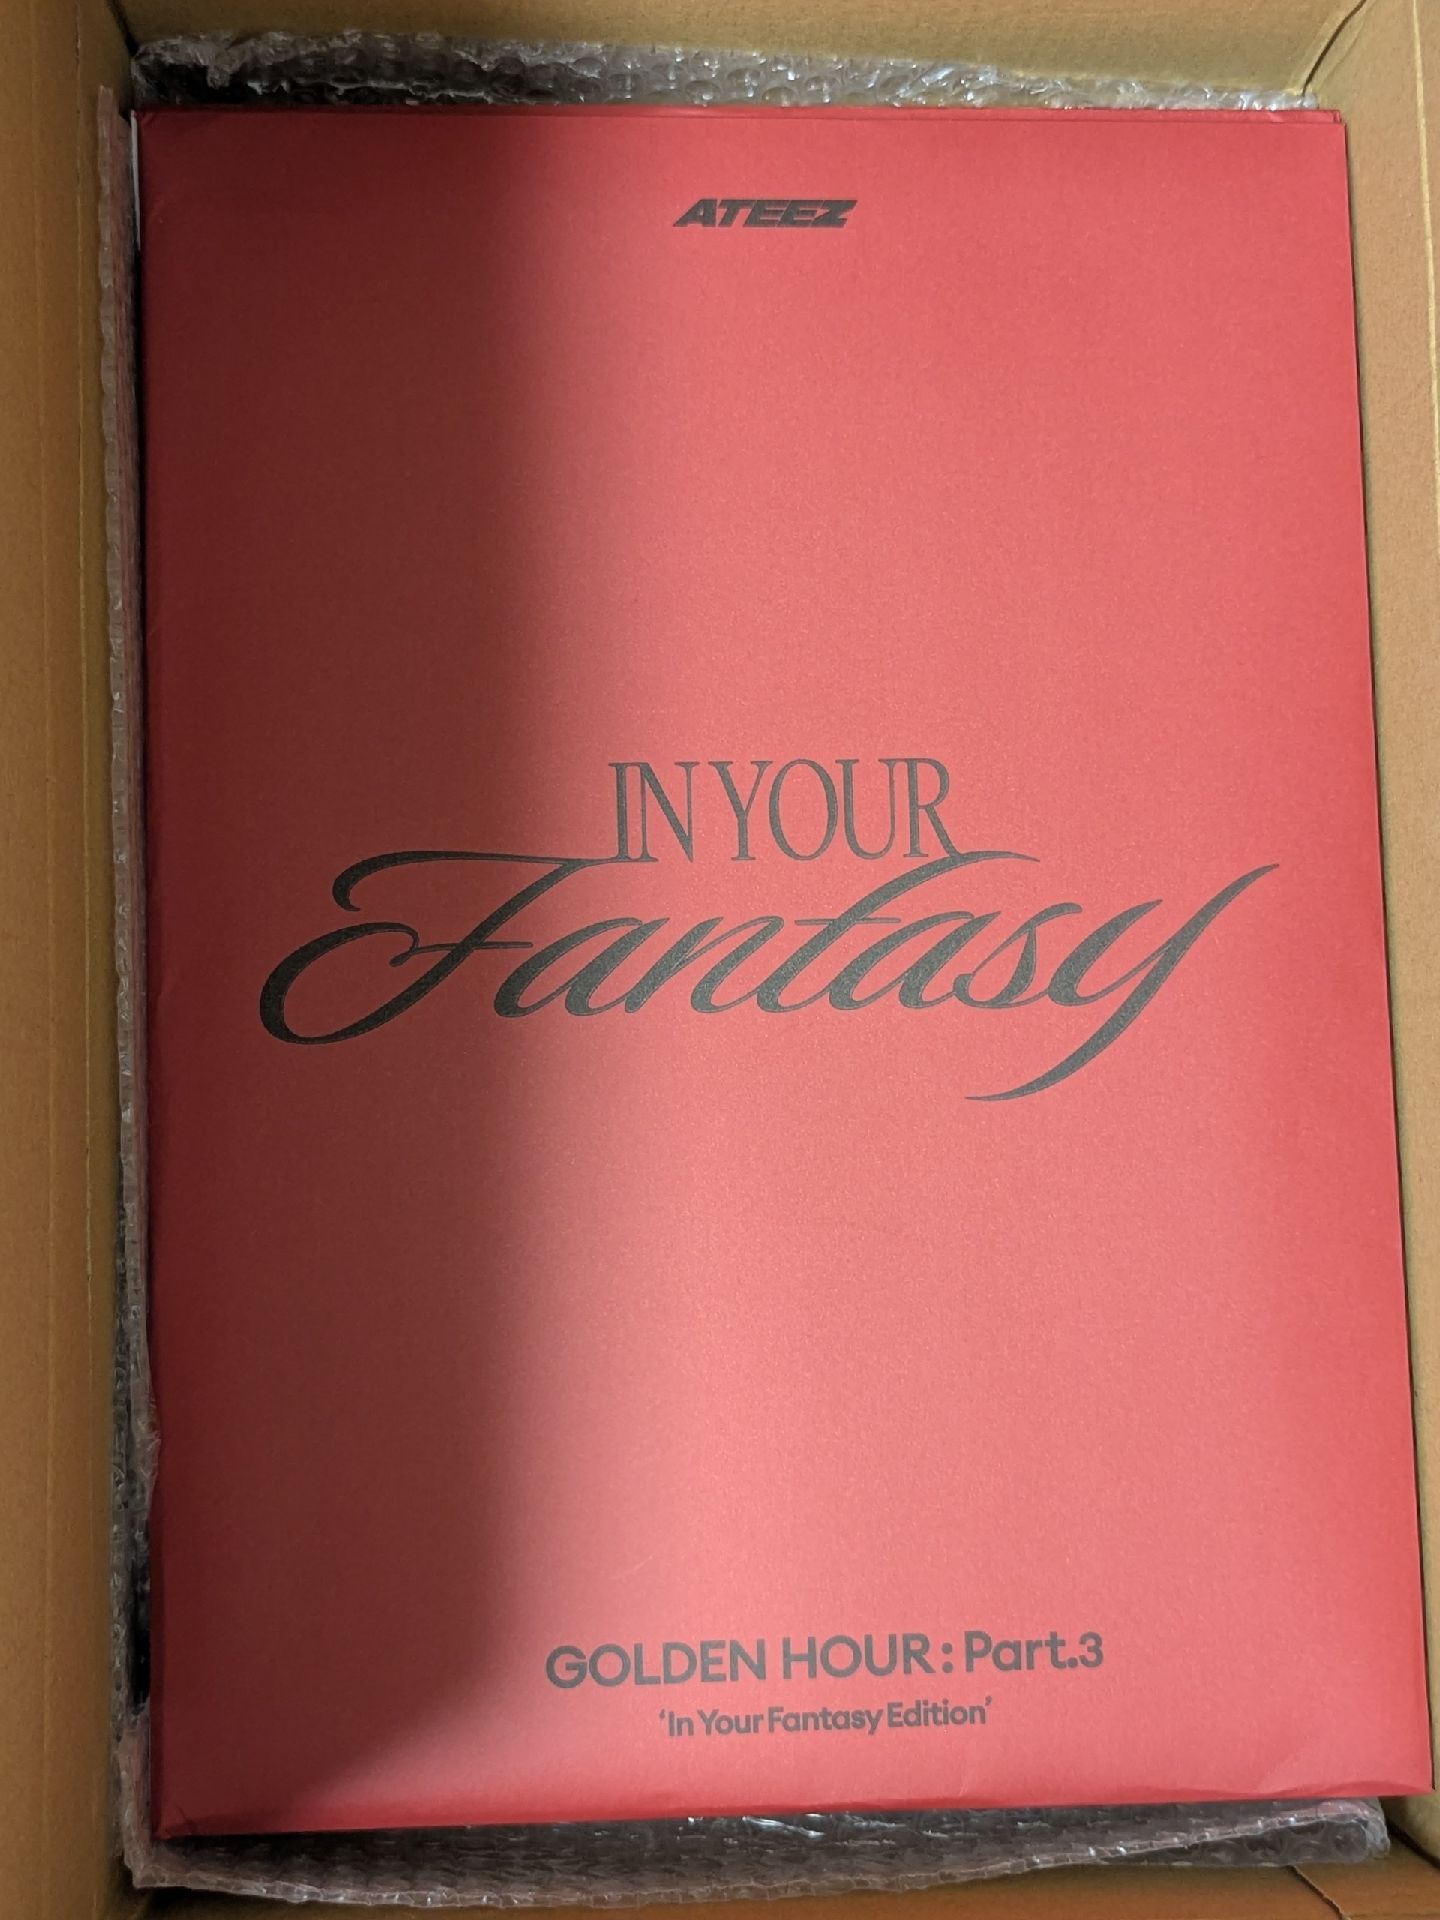 ATEEZ
IN YOUR
Fantasy
GOLDEN HOUR : Part.3
‘In Your Fantasy Edition’